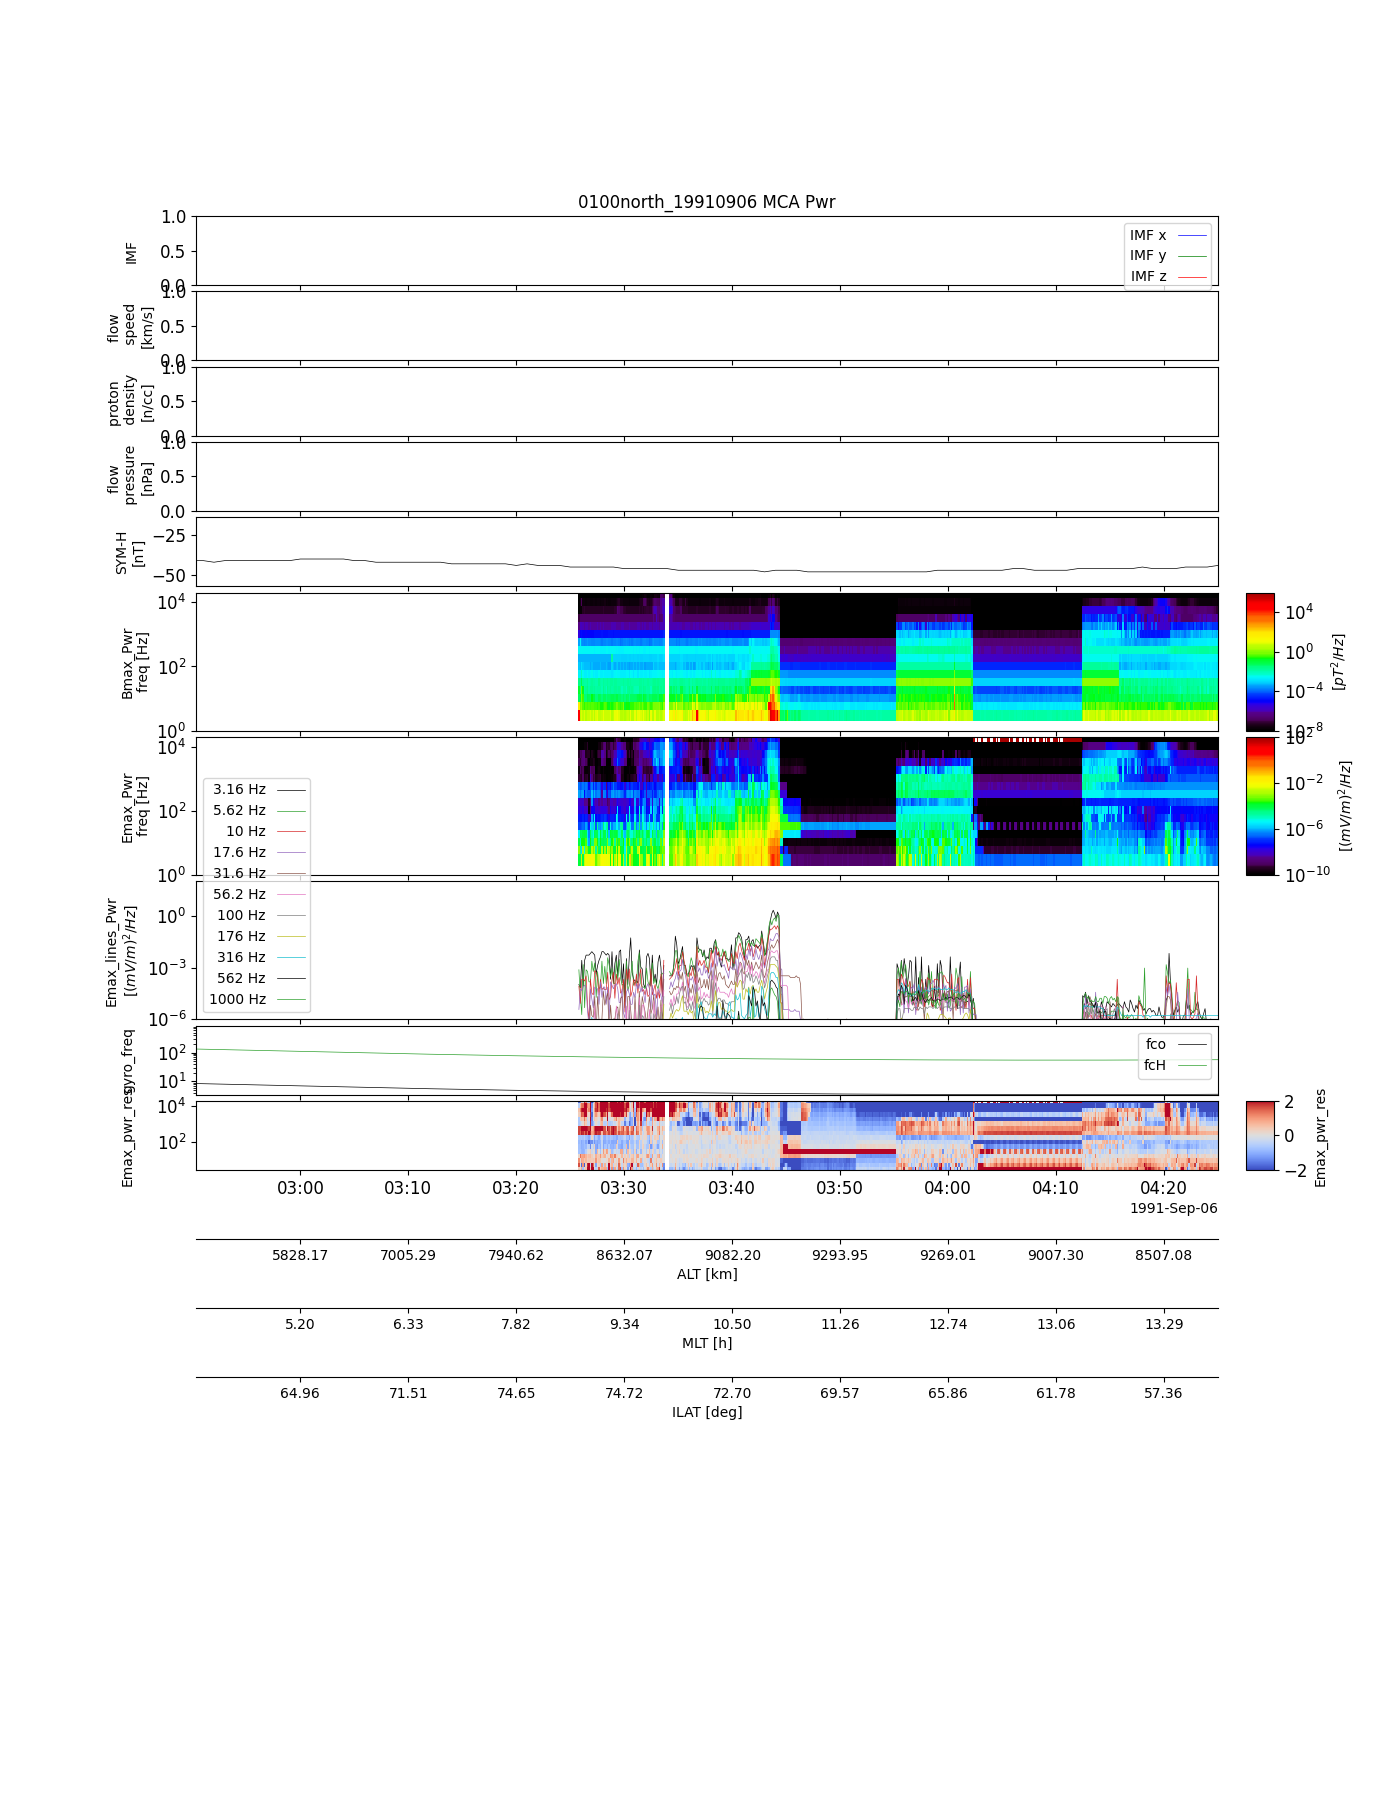 0100north_19910906 MCA Pwr
1.0
0.5
0.0
IMF
IMF x
IMF y
IMF z
1.0
0.5
0.0
flow
speed
[km/s]
1.0
0.5
0.0
proton
density
[n/cc]
1.0
0.5
0.0
flow
pressure
[nPa]
−25
−50
SYM-H
[nT]
10^4
10^2
10^0
Bmax_Pwr
freq [Hz]
10^4
10^0
10^−4
10^−8
[pT^2/Hz]
10^4
10^2
10^0
Emax_Pwr
freq [Hz]
10^2
10^−2
10^−6
10^−10
[(mV/m)^2/Hz]
3.16 Hz
5.62 Hz
10 Hz
17.6 Hz
31.6 Hz
56.2 Hz
100 Hz
176 Hz
316 Hz
562 Hz
1000 Hz
10^0
10^−3
10^−6
Emax_lines_Pwr
[(mV/m)^2/Hz]
10^2
10^1
gyro_freq
fco
fcH
10^4
10^2
Emax_pwr_res
2
0
−2
Emax_pwr_res
03:00 03:10 03:20 03:30 03:40 03:50 04:00 04:10 04:20
1991-Sep-06
5828.17 7005.29 7940.62 8632.07 9082.20 9293.95 9269.01 9007.30 8507.08
ALT [km]
5.20 6.33 7.82 9.34 10.50 11.26 12.74 13.06 13.29
MLT [h]
64.96 71.51 74.65 74.72 72.70 69.57 65.86 61.78 57.36
ILAT [deg]